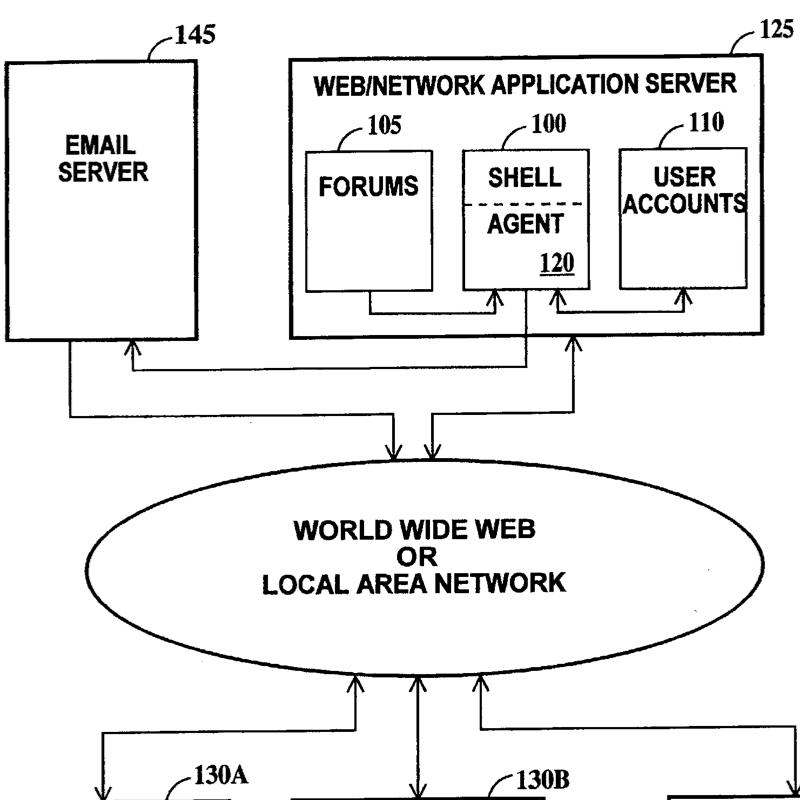 145
125
EMAIL
SERVER
WEB/NETWORK APPLICATION SERVER
105
100
110
FORUMS
SHELL
AGENT
120
USER
ACCOUNTS
WORLD WIDE WEB
OR
LOCAL AREA NETWORK
130A
130B